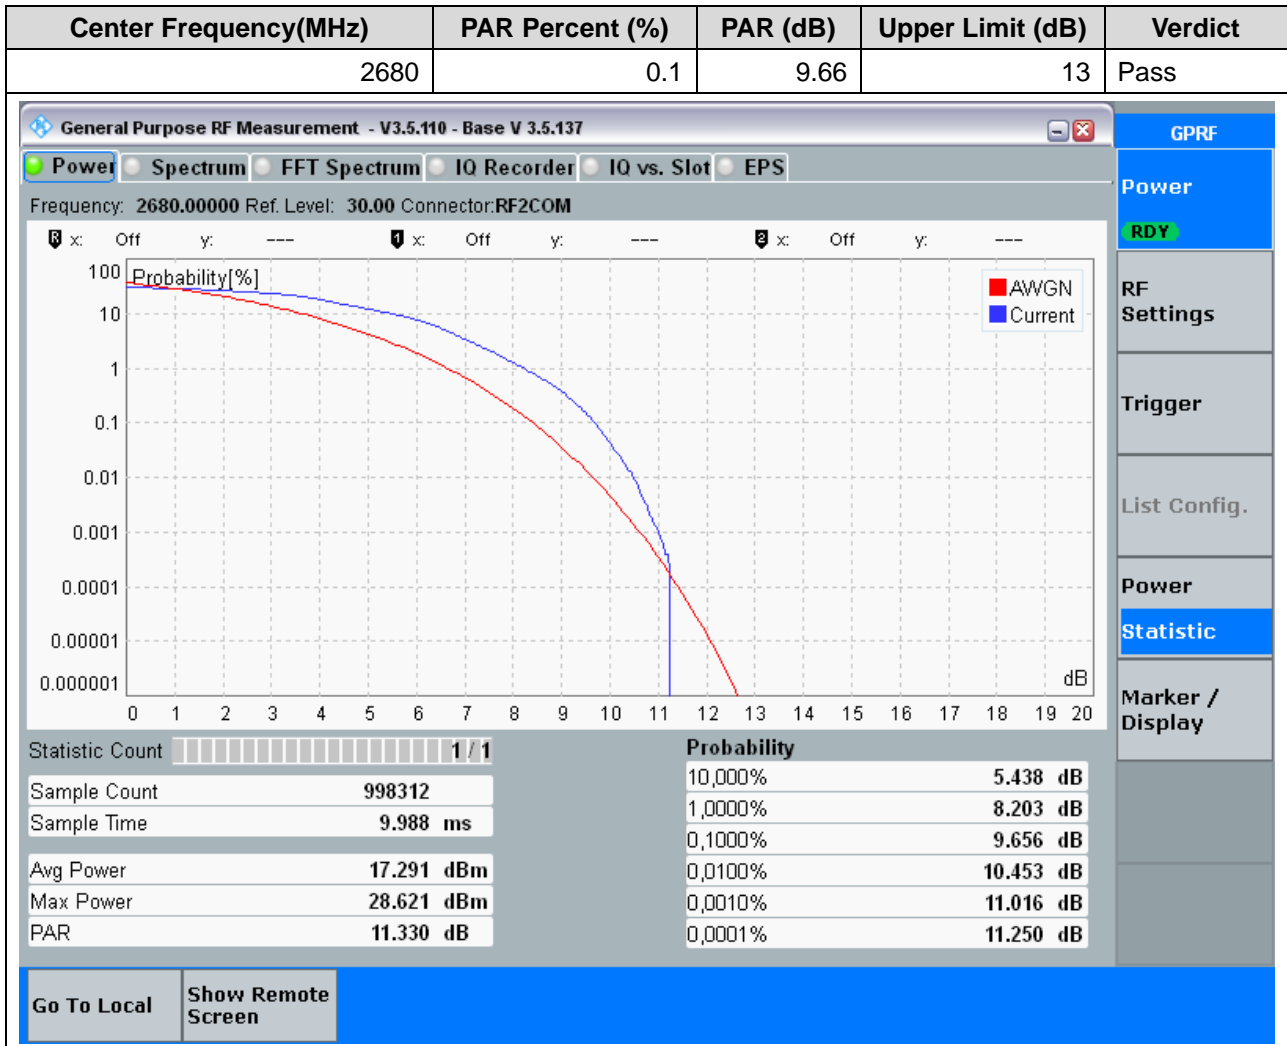 Center Frequency(MHz) PAR Percent (%) PAR (dB) Upper Limit (dB) Verdict
2680 0.1 9.66 13 Pass
General Purpose RF Measurement - V3.5.110 - Base V 3.5.137
GPRF
Power Spectrum FFT Spectrum IQ Recorder IQ vs. Slot EPS
Power
RDY
Frequency: 2680.00000 Ref. Level: 30.00 Connector:RF2COM
R x: Off y: --- 1 x: Off y: --- 2 x: Off y: ---
Probability[%]
AWGN
Current
100
10
1
0.1
0.01
0.001
0.0001
0.00001
0.000001
dB
0 1 2 3 4 5 6 7 8 9 10 11 12 13 14 15 16 17 18 19 20
RF
Settings
Trigger
List Config.
Power
Statistic
Marker /
Display
Statistic Count 1 / 1
Sample Count 998312
Sample Time 9.988 ms
Avg Power 17.291 dBm
Max Power 28.621 dBm
PAR 11.330 dB
Probability
10,000% 5.438 dB
1,0000% 8.203 dB
0,1000% 9.656 dB
0,0100% 10.453 dB
0,0010% 11.016 dB
0,0001% 11.250 dB
Go To Local
Show Remote
Screen